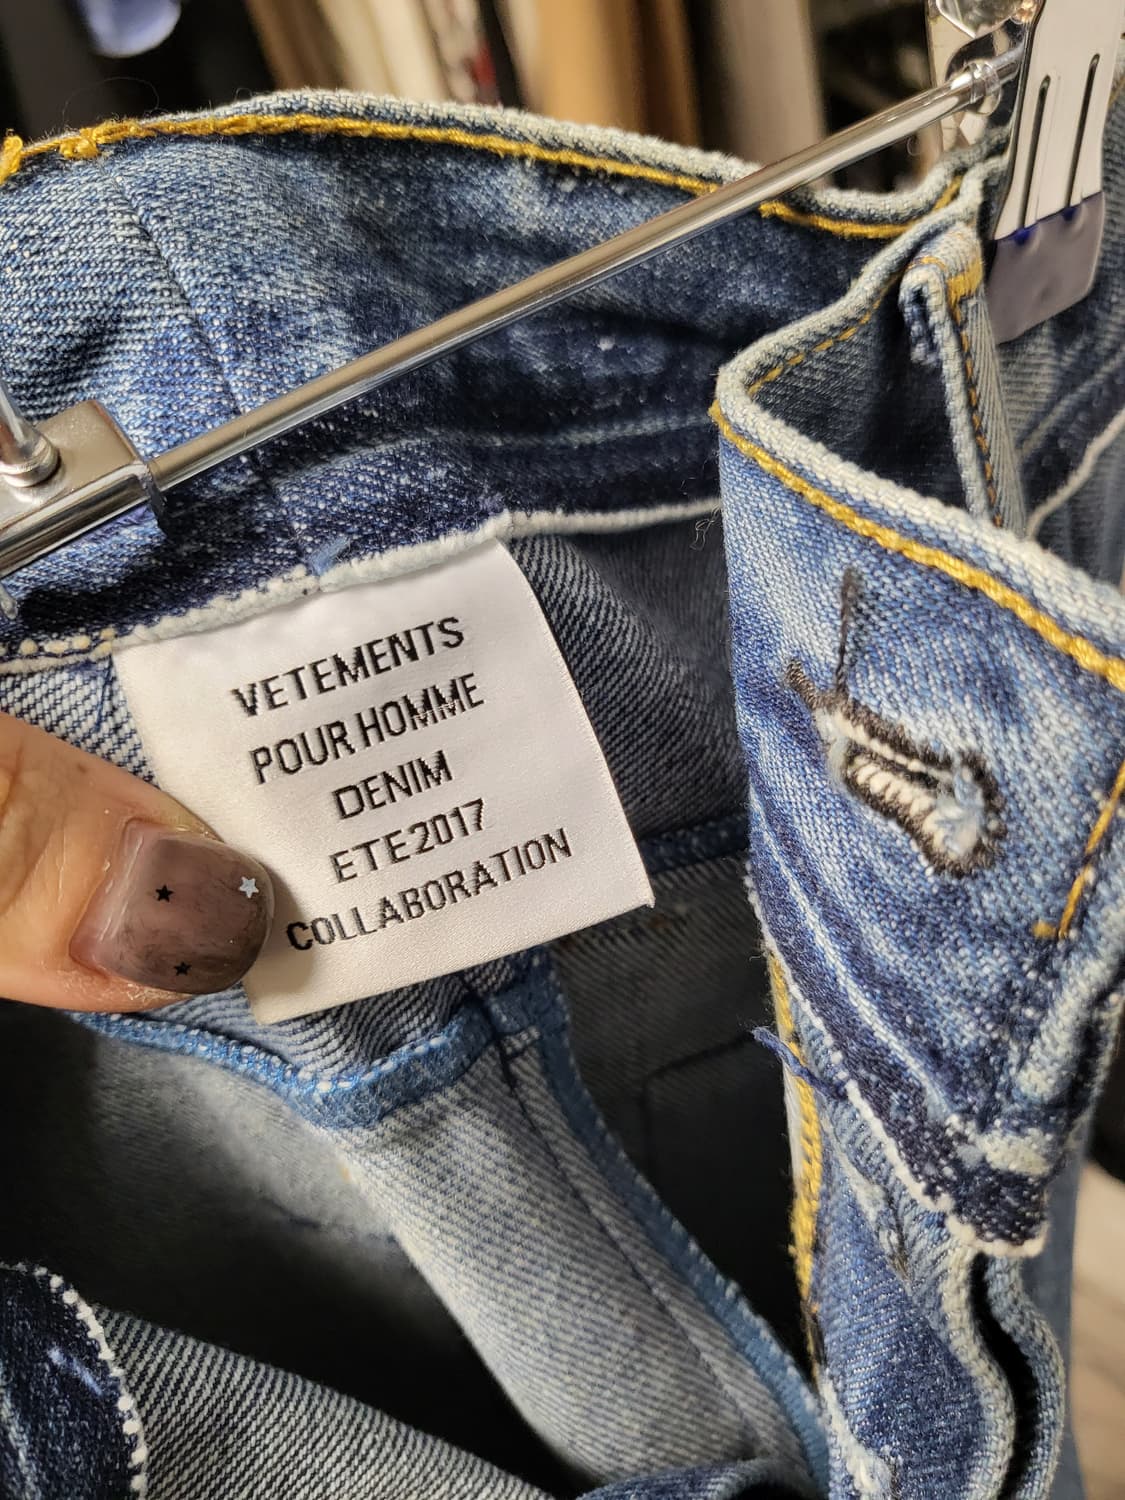 VETEMENTS
POUR HOMME
DENIM
ETE2017
COLLABORATION